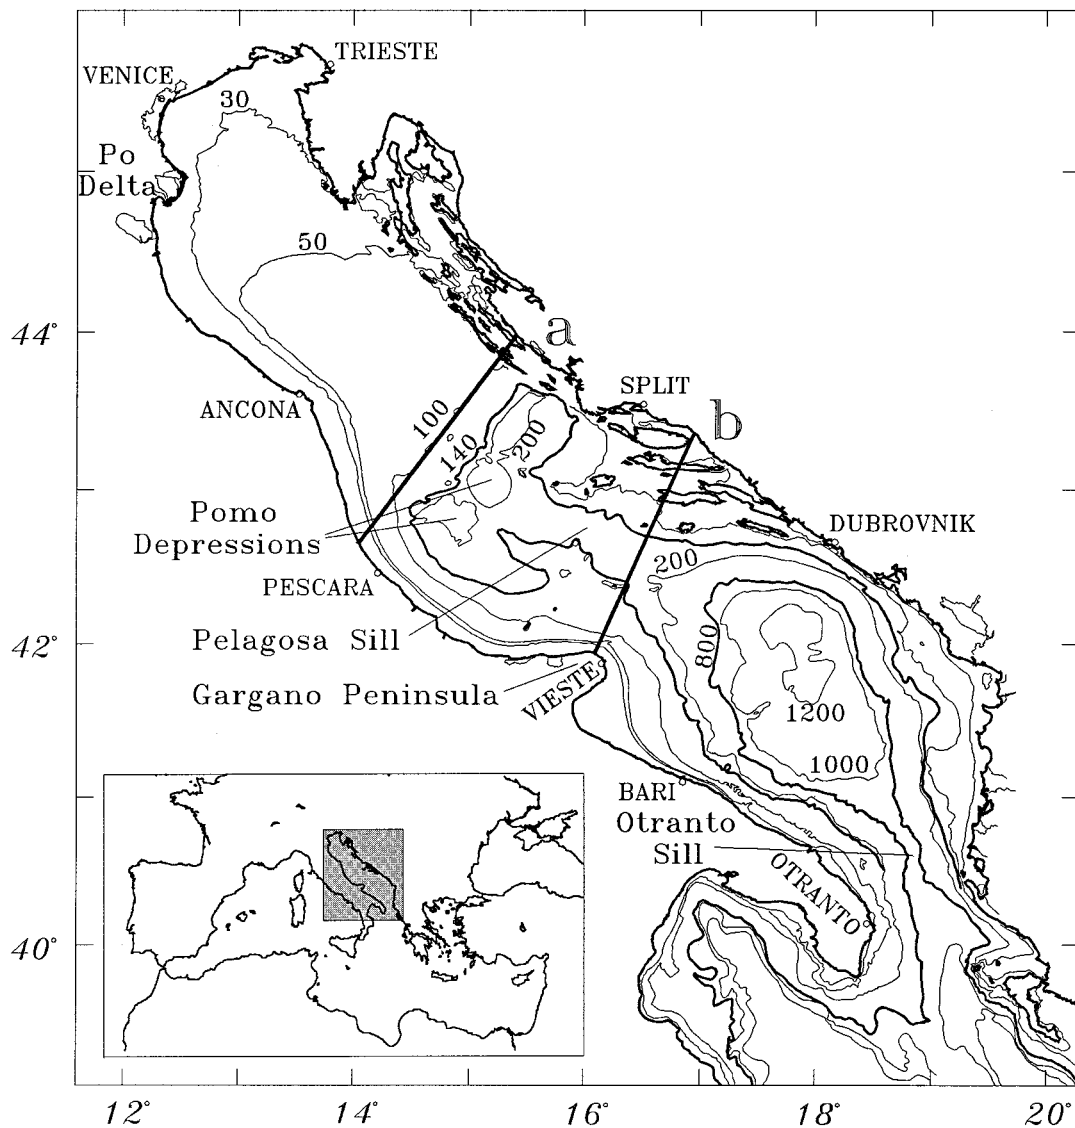 TRIESTE
VENICE
30
Po
Delta
50
44°
a
SPLIT
ANCONA
b
100
140
200
Pomo
Depressions
DUBROVNIK
200
PESCARA
Pelagosa Sill
42°
800
Gargano Peninsula
VIESTE
1200
1000
BARI
Otranto
Sill
OTRANTO
40°
12°
14°
16°
18°
20°